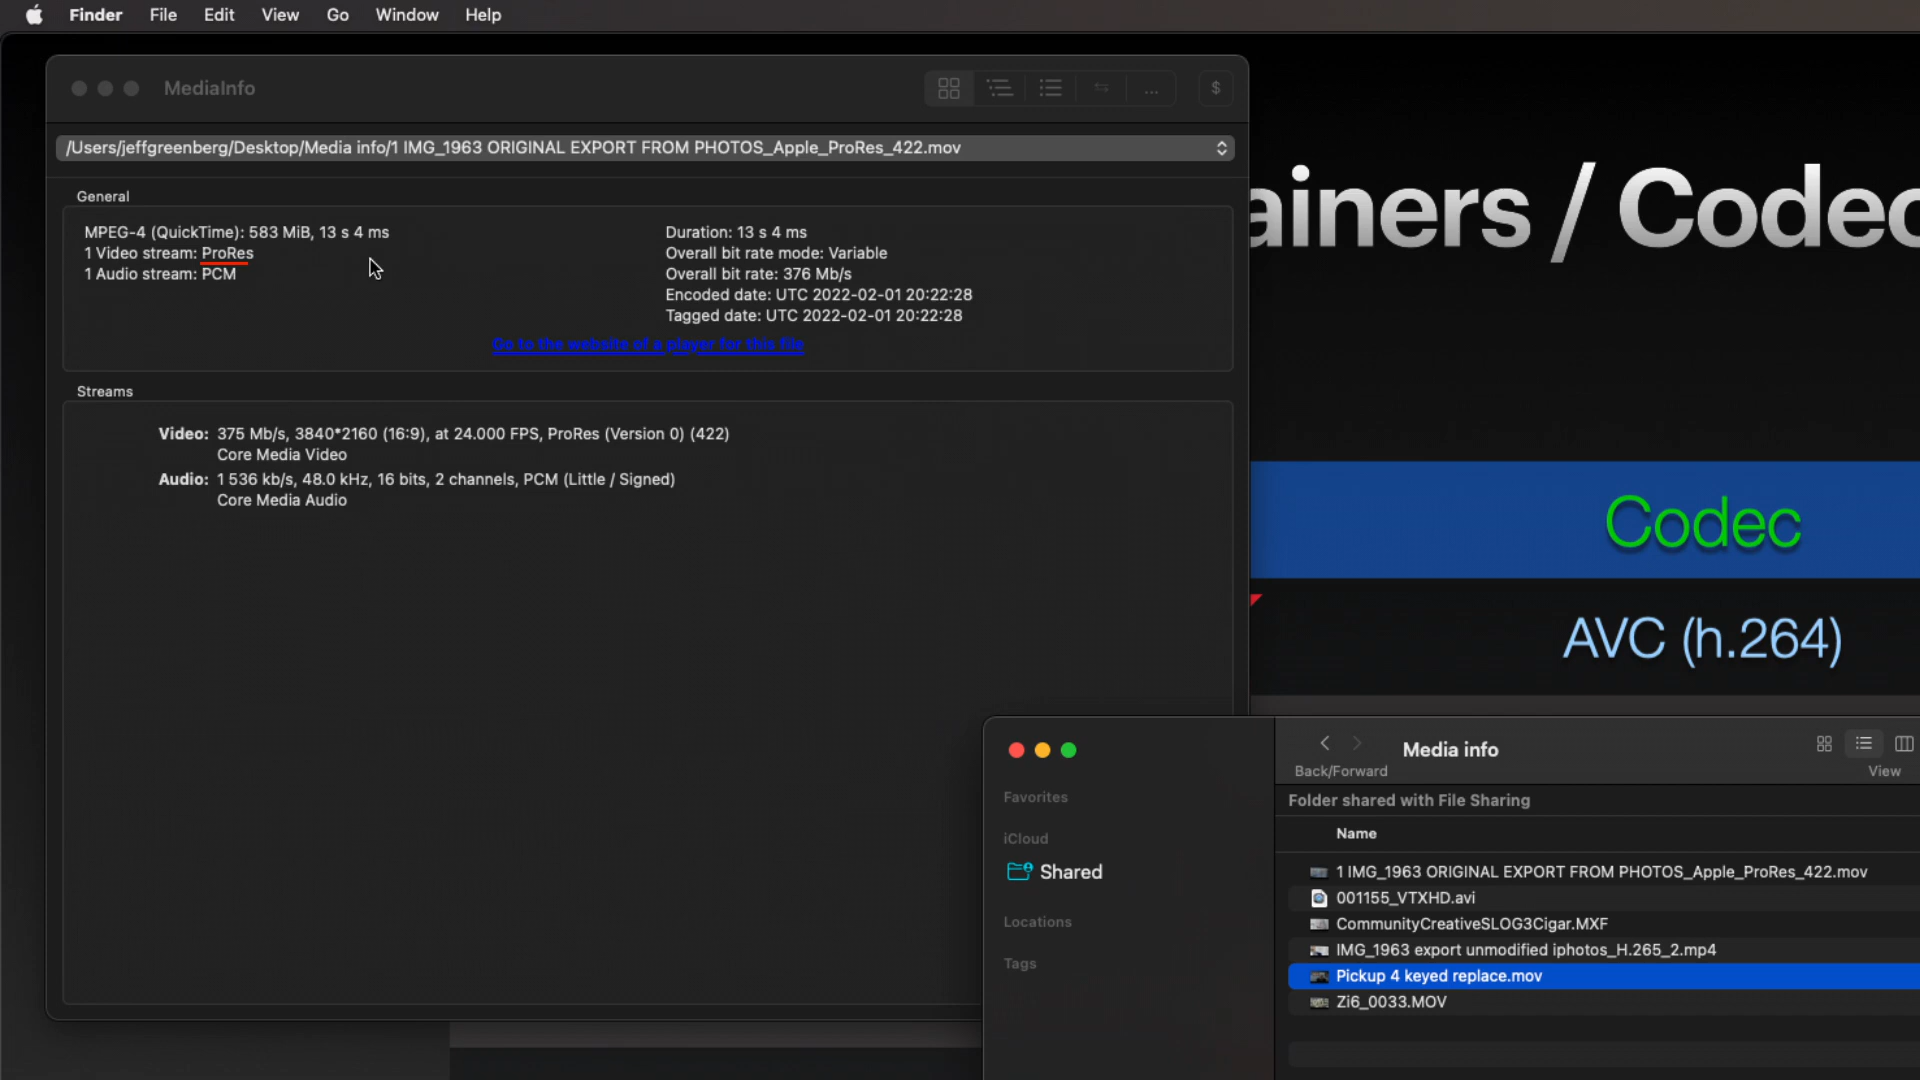 Finder File Edit View Go Window Help
MediaInfo
... $
/Users/jeffgreenberg/Desktop/Media info/1 IMG_1963 ORIGINAL EXPORT FROM PHOTOS_Apple_ProRes_422.mov
General
MPEG-4 (QuickTime): 583 MiB, 13 s 4 ms
1 Video stream: ProRes
1 Audio stream: PCM
Duration: 13 s 4 ms
Overall bit rate mode: Variable
Overall bit rate: 376 Mb/s
Encoded date: UTC 2022-02-01 20:22:28
Tagged date: UTC 2022-02-01 20:22:28
Go to the website of a player for this file
Streams
Video: 375 Mb/s, 3840*2160 (16:9), at 24.000 FPS, ProRes (Version 0) (422)
Core Media Video
Audio: 1 536 kb/s, 48.0 kHz, 16 bits, 2 channels, PCM (Little / Signed)
Core Media Audio
ainers / Codec
Codec
AVC (h.264)
Back/Forward
Media info
View
Favorites
iCloud
Shared
Locations
Tags
Folder shared with File Sharing
Name
1 IMG_1963 ORIGINAL EXPORT FROM PHOTOS_Apple_ProRes_422.mov
001155_VTXHD.avi
CommunityCreativeSLOG3Cigar.MXF
IMG_1963 export unmodified iphotos_H.265_2.mp4
Pickup 4 keyed replace.mov
Zi6_0033.MOV